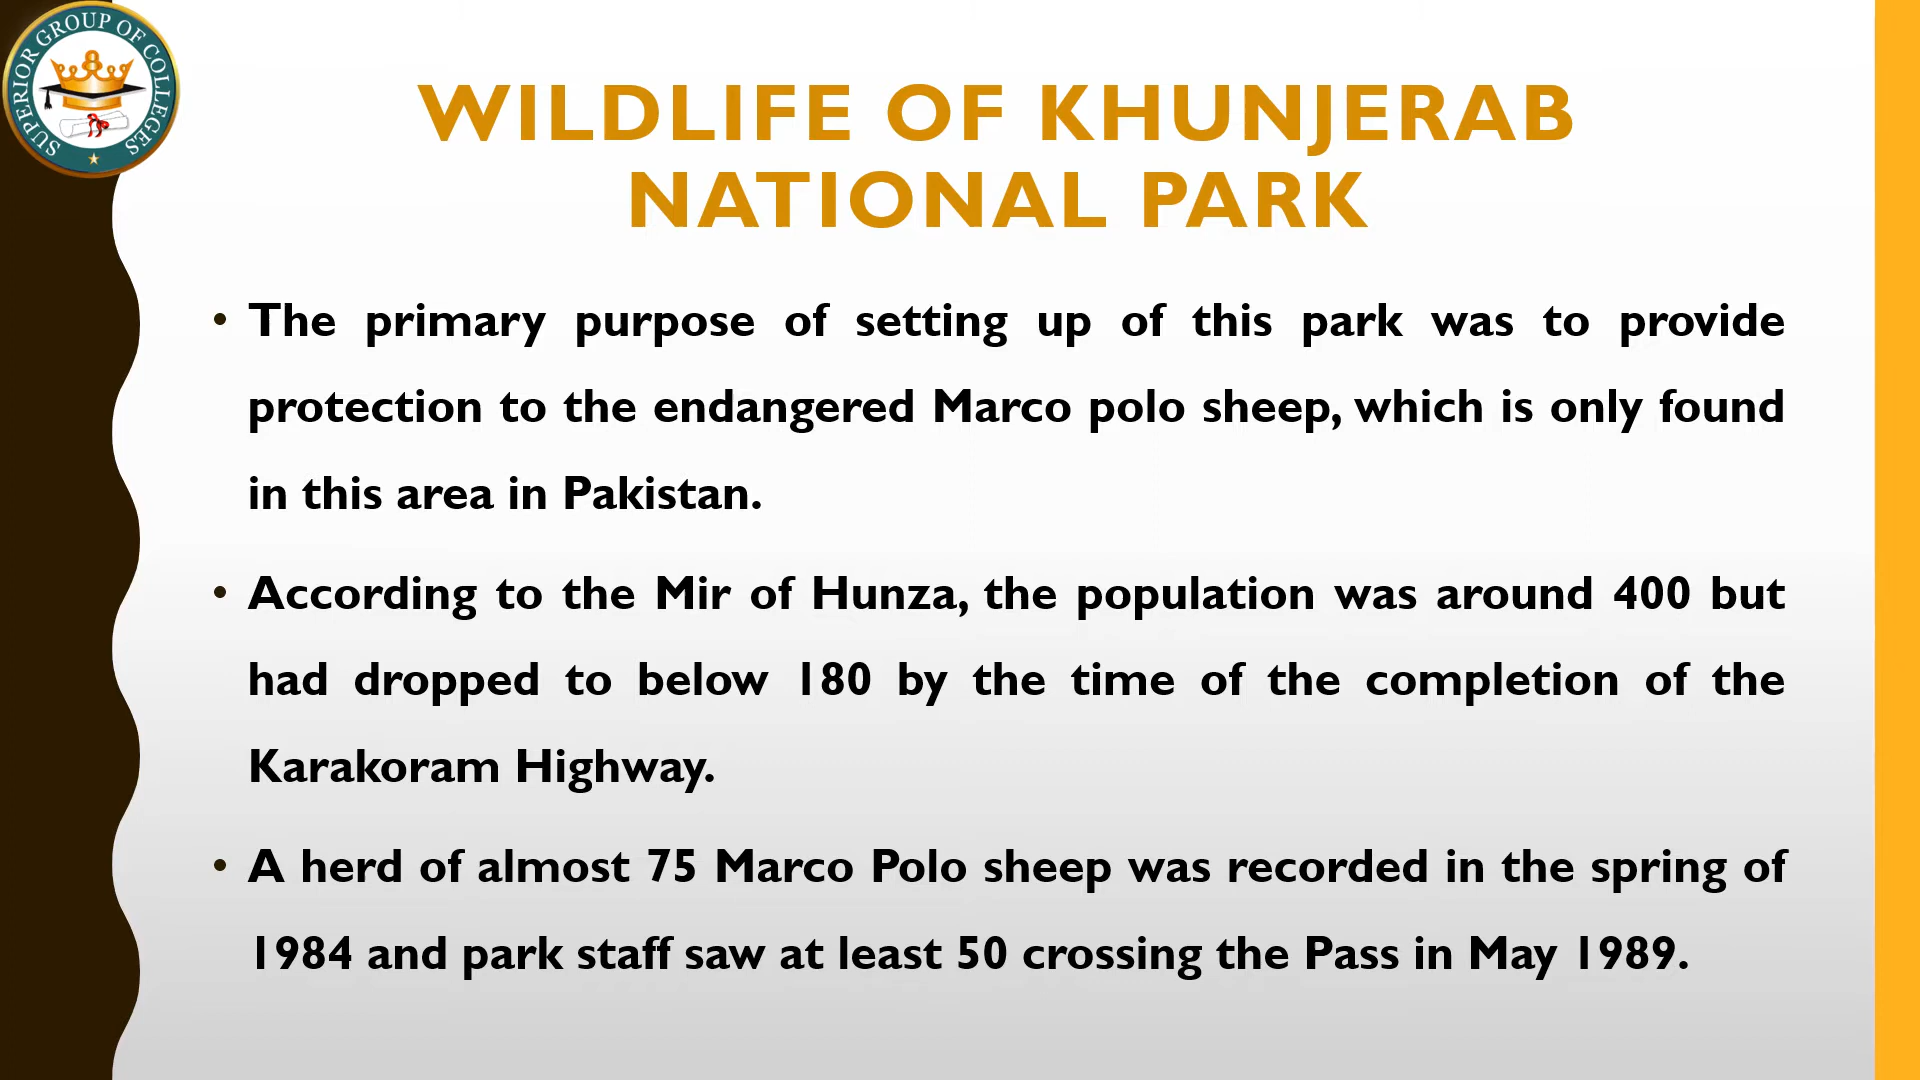 SUPERIOR GROUP OF COLLEGES
WILDLIFE OF KHUNJERAB
NATIONAL PARK
• The primary purpose of setting up of this park was to provide
protection to the endangered Marco polo sheep, which is only found
in this area in Pakistan.
• According to the Mir of Hunza, the population was around 400 but
had dropped to below 180 by the time of the completion of the
Karakoram Highway.
• A herd of almost 75 Marco Polo sheep was recorded in the spring of
1984 and park staff saw at least 50 crossing the Pass in May 1989.